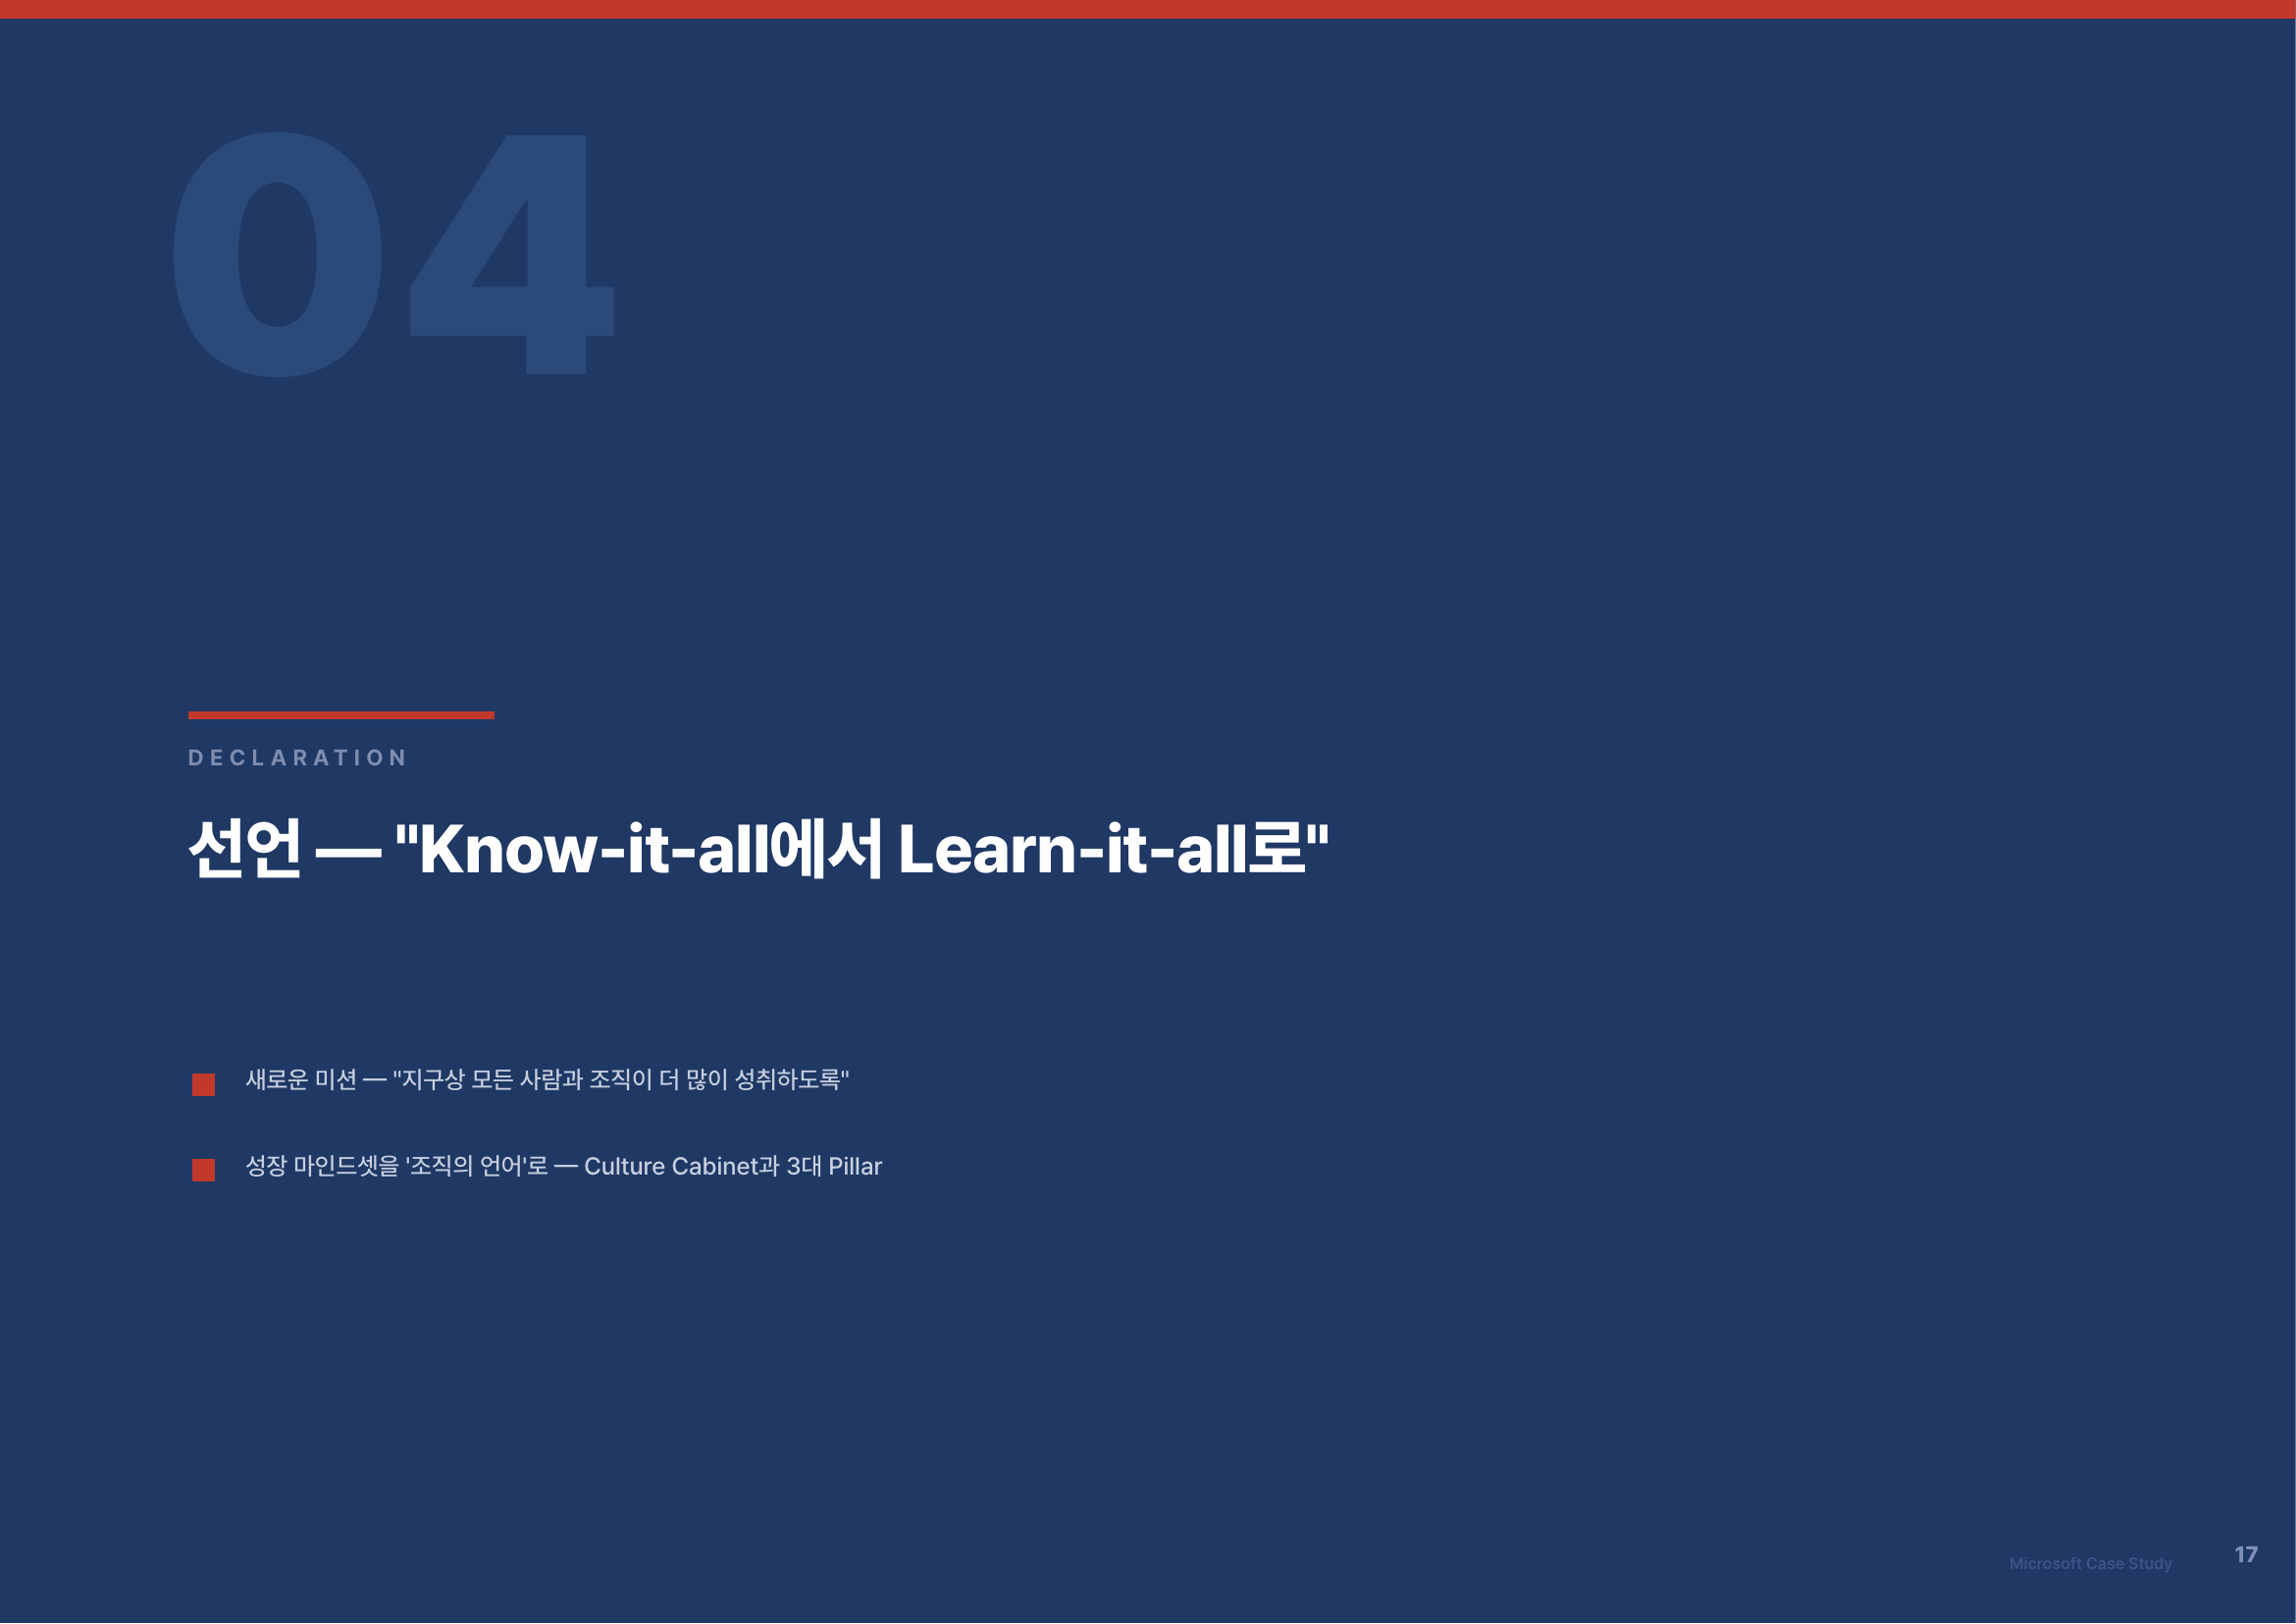 04
DECLARATION
선언 — "Know-it-all에서 Learn-it-all로"
새로운 미션 — "지구상 모든 사람과 조직이 더 많이 성취하도록"
성장 마인드셋을 '조직의 언어'로 — Culture Cabinet과 3대 Pillar
Microsoft Case Study
17